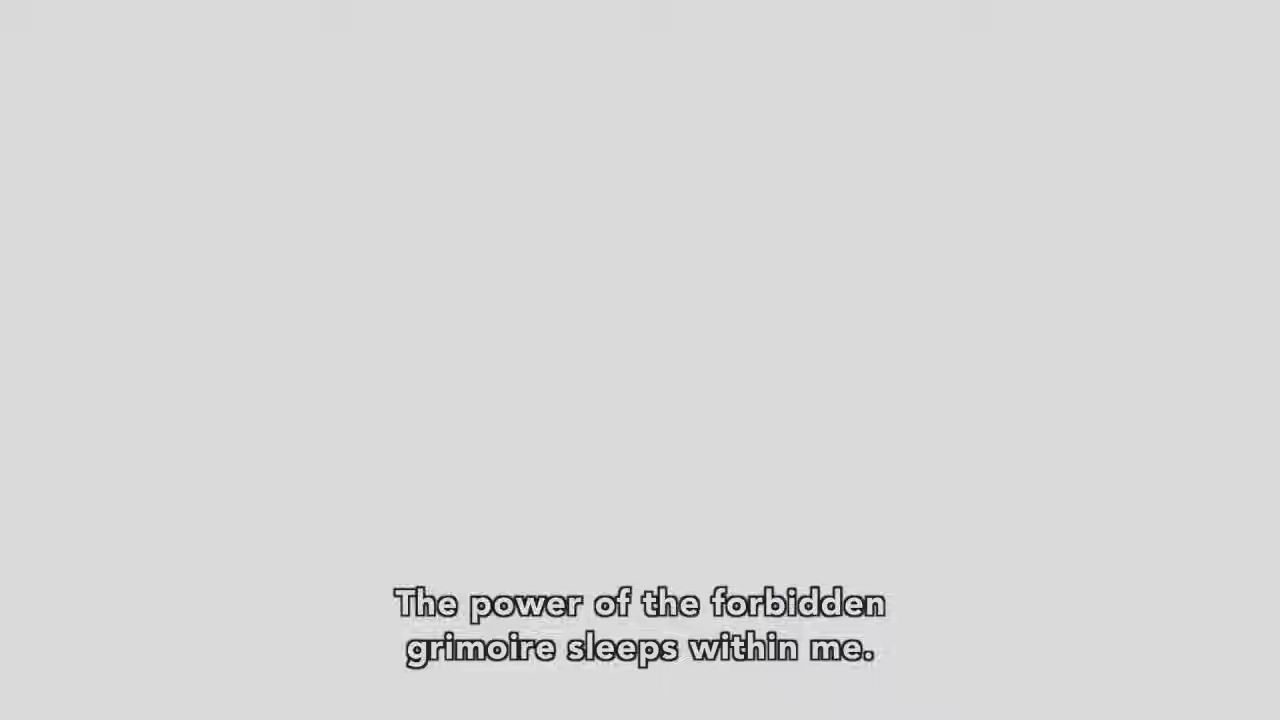 The power of the forbidden
grimoire sleeps within me.